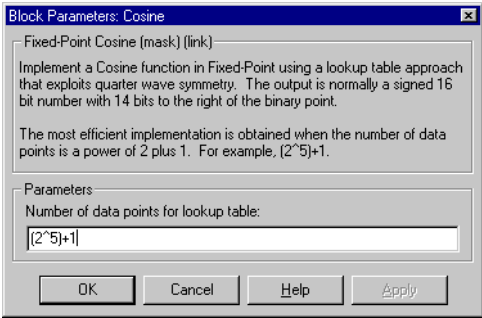 Block Parameters: Cosine
Fixed-Point Cosine (mask) (link)
Implement a Cosine function in Fixed-Point using a lookup table approach
that exploits quarter wave symmetry. The output is normally a signed 16
bit number with 14 bits to the right of the binary point.
The most efficient implementation is obtained when the number of data
points is a power of 2 plus 1. For example, (2^5)+1.
Parameters
Number of data points for lookup table:
(2^5)+1
OK Cancel Help Apply